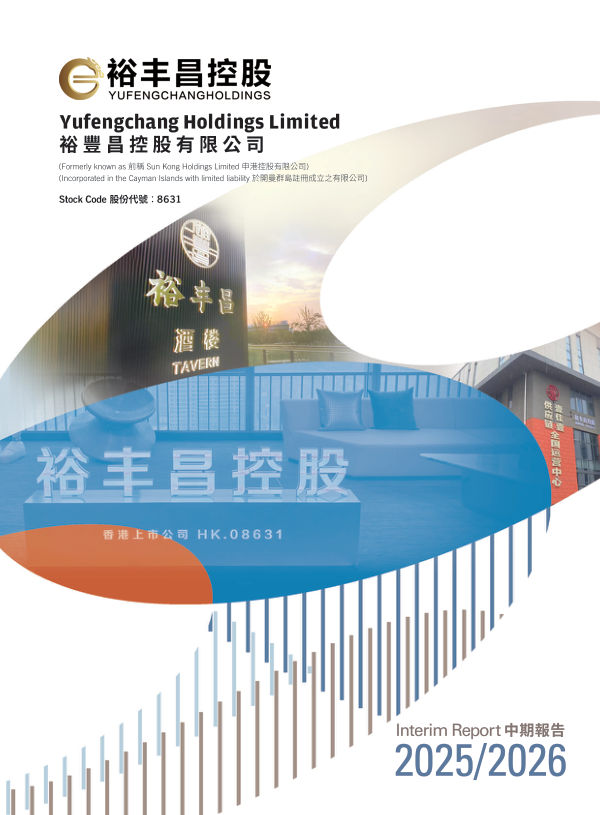 裕丰昌控股
YUFENGCHANGHOLDINGS
Yufengchang Holdings Limited
裕豐昌控股有限公司
(Formerly known as 前稱 Sun Kong Holdings Limited 申港控股有限公司)
(Incorporated in the Cayman Islands with limited liability 於開曼群島註冊成立之有限公司)
Stock Code 股份代號：8631
裕丰昌
酒楼
TAVERN
壹仕壹 全国运营中心
供应链
裕丰昌控股
香港上市公司 HK.08631
Interim Report 中期報告
2025/2026